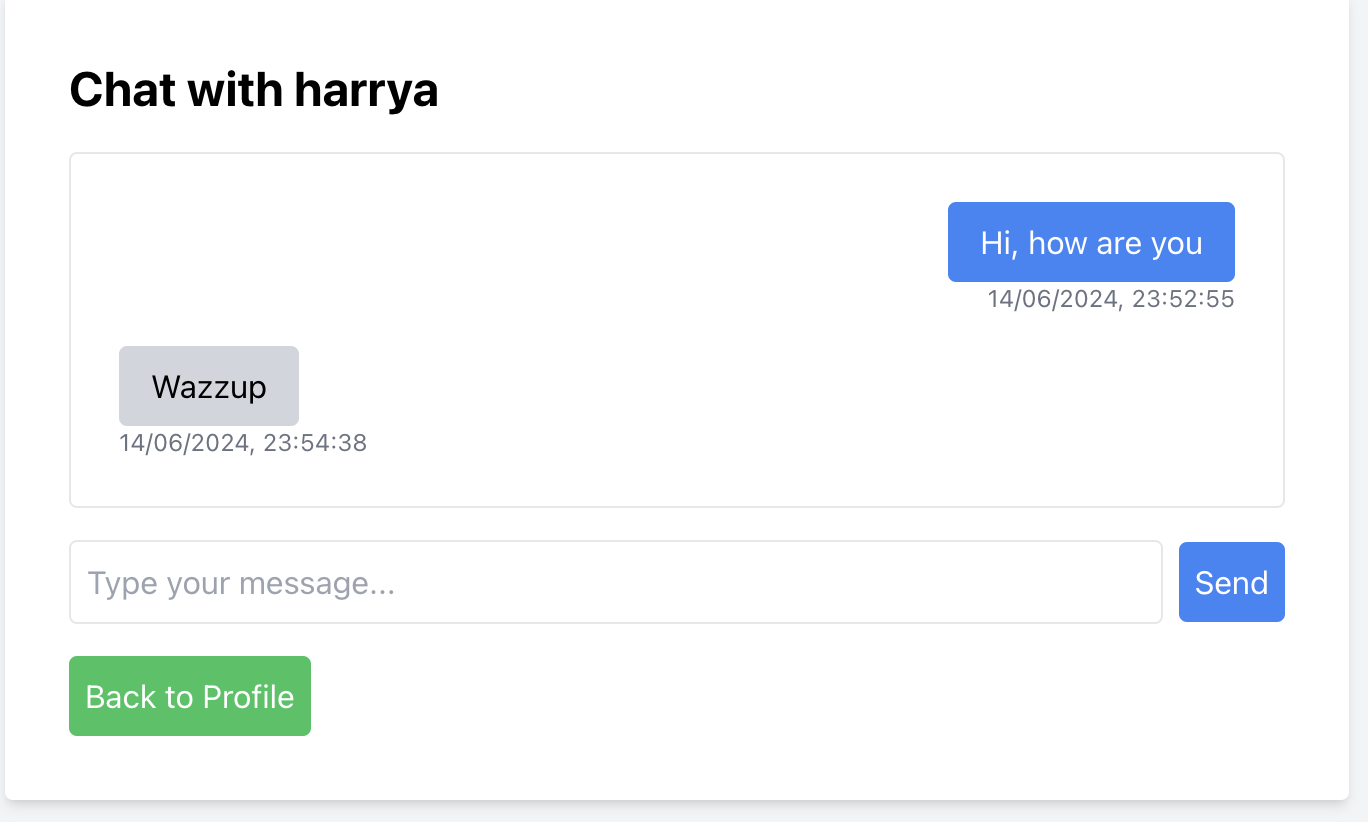 Chat with harrya
Hi, how are you
14/06/2024, 23:52:55
Wazzup
14/06/2024, 23:54:38
Type your message...
Send
Back to Profile